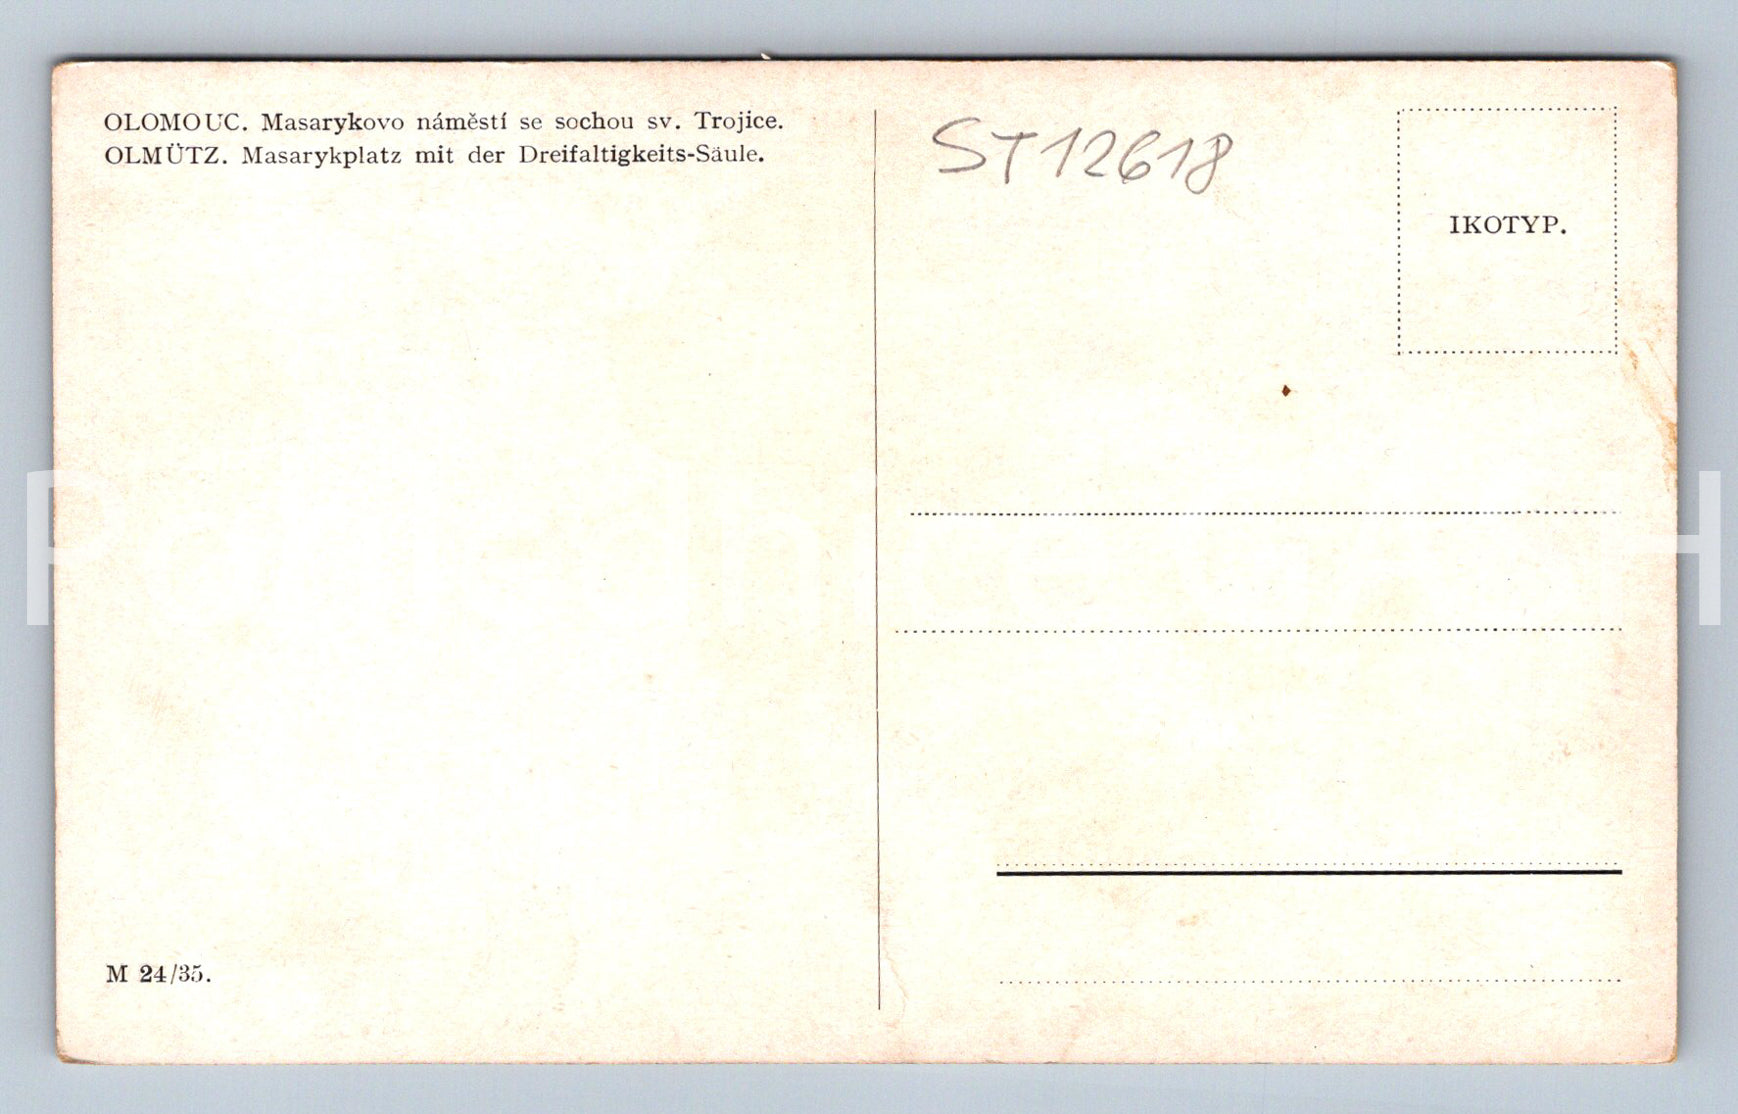 OLOMOUC. Masarykovo náměstí se sochou sv. Trojice.
OLMÜTZ. Masarykplatz mit der Dreifaltigkeits-Säule.
ST12618
IKOTYP.
M 24/35.